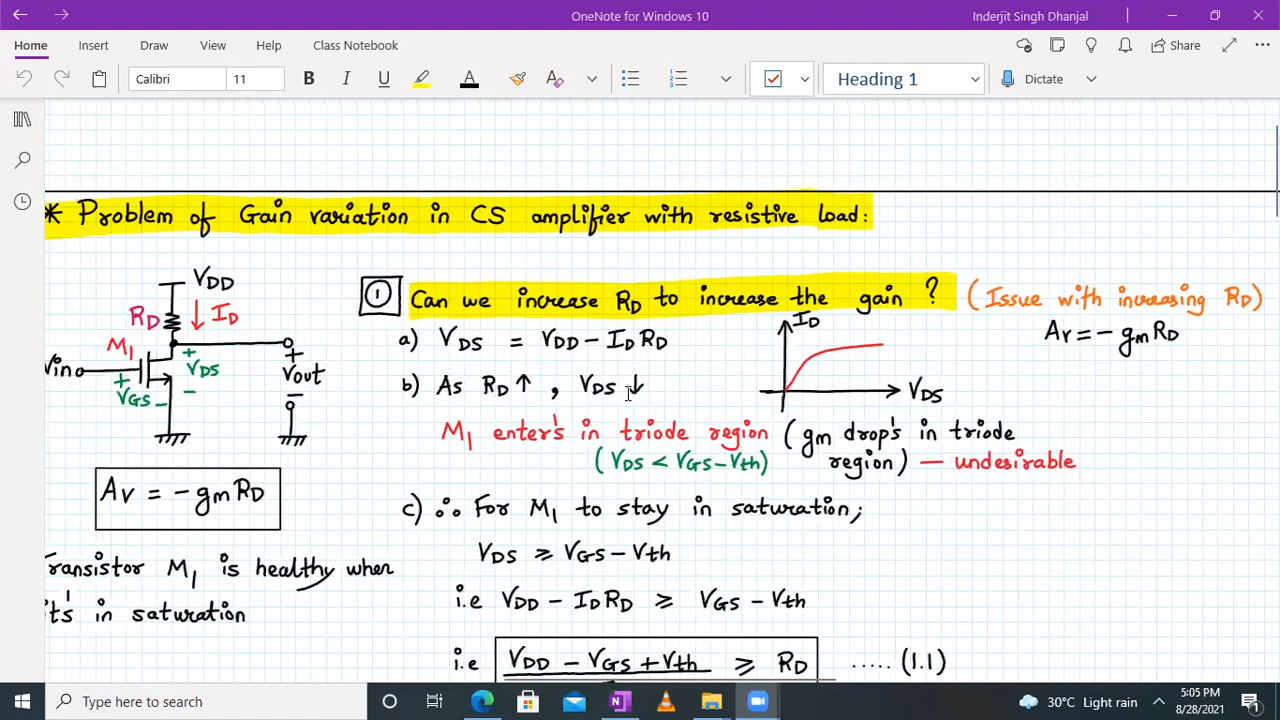 OneNote for Windows 10
Inderjit Singh Dhanjal
Home Insert Draw View Help Class Notebook
Share
Calibri 11 B I U A Heading 1 Dictate
* Problem of Gain variation in CS amplifier with resistive load:
VDD
RD
ID
M1
Vin
+
VGS
-
+
VDS
-
+
Vout
-
Av = - gmRD
Transistor M1 is healthy when
it's in saturation
1 Can we increase RD to increase the gain ? (Issue with increasing RD)
Av = - gmRD
a) VDS = VDD - IDRD
ID
VDS
b) As RD ↑ , VDS ↓
M1 enter's in triode region (gm drop's in triode
(VDS < VGS - Vth) region) — undesirable
c) ∴ For M1 to stay in saturation;
VDS ≥ VGS - Vth
i.e VDD - IDRD ≥ VGS - Vth
i.e VDD - VGS + Vth ≥ RD ..... (1.1)
Type here to search
30°C Light rain
5:05 PM
8/28/2021
1